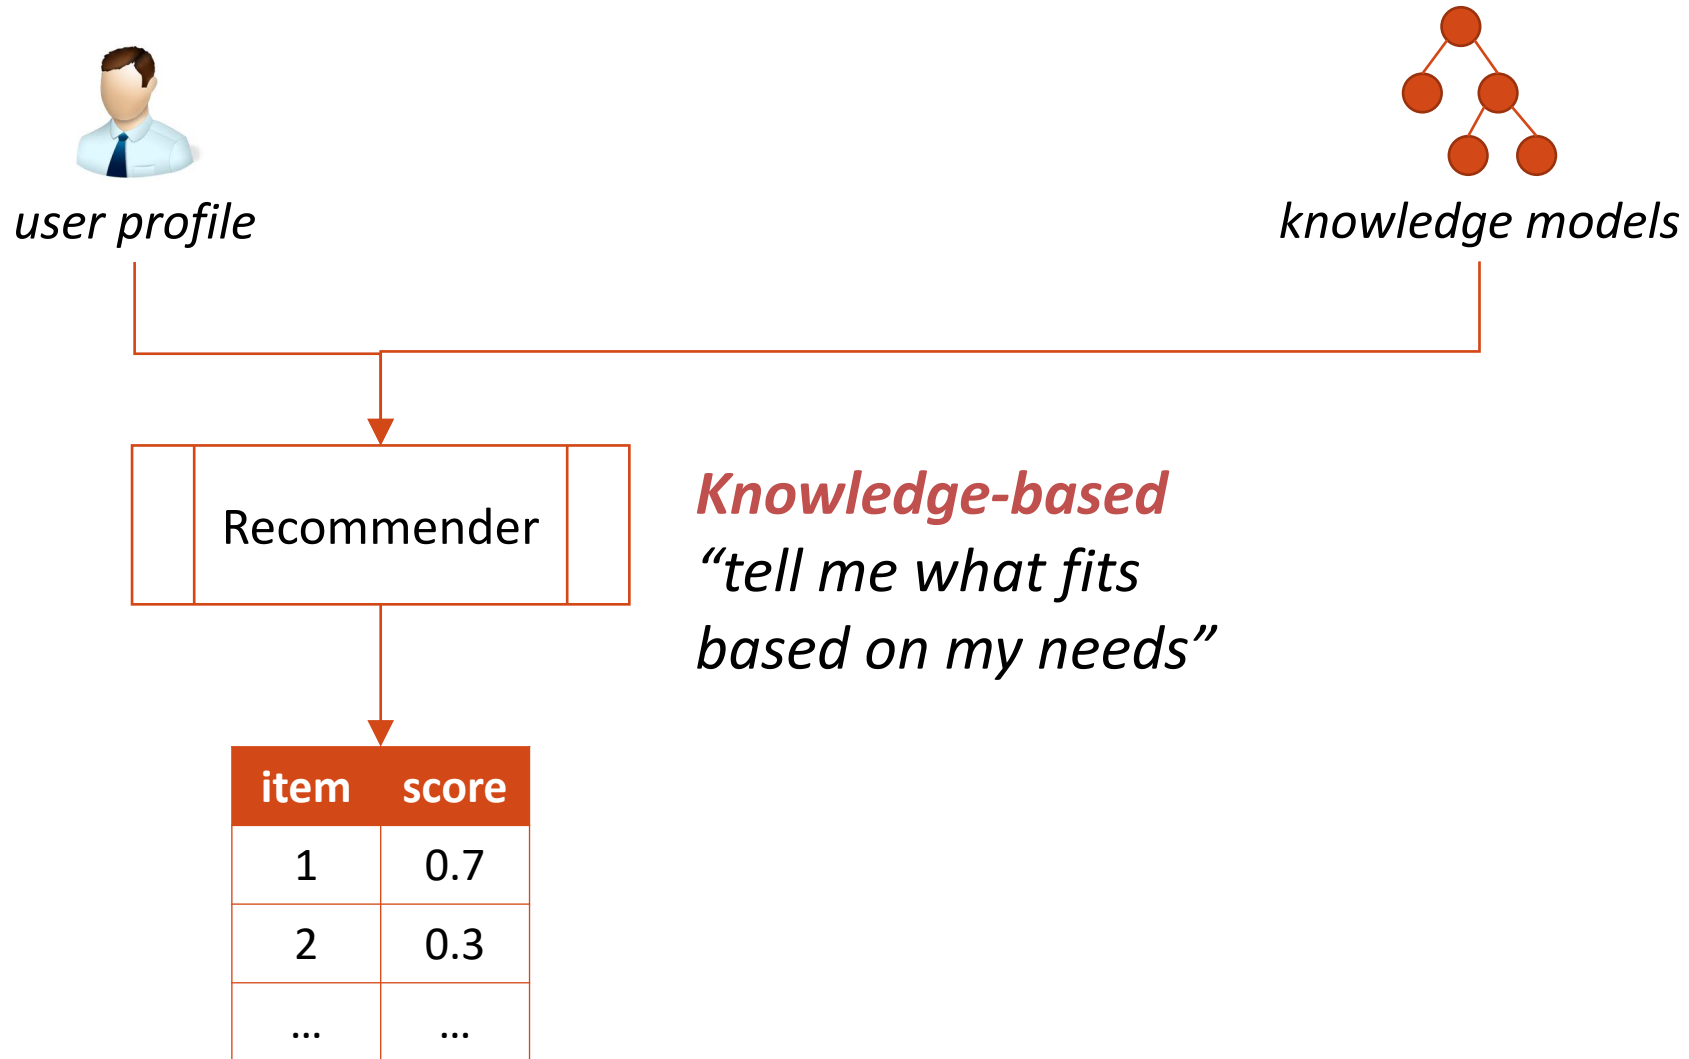 user profile
knowledge models
Recommender
Knowledge-based
“tell me what fits
based on my needs”
item score
1 0.7
2 0.3
... ...